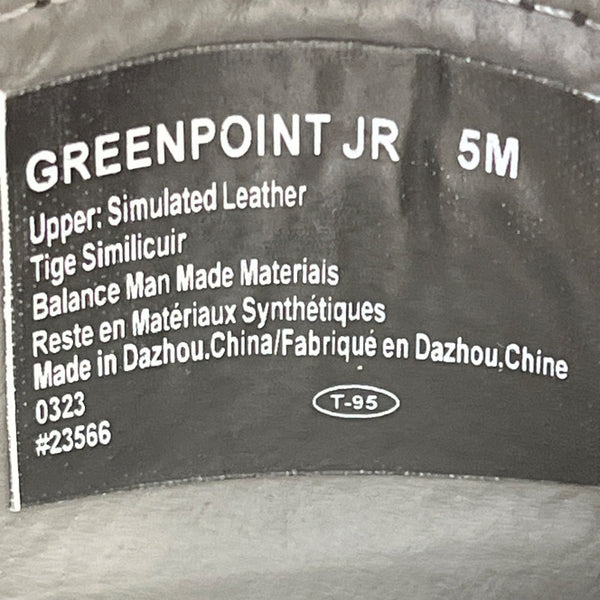 GREENPOINT JR 5M
Upper: Simulated Leather
Tige Similicuir
Balance Man Made Materials
Reste en Matériaux Synthétiques
Made in Dazhou.China/Fabriqué en Dazhou,Chine
0323
T-95
#23566